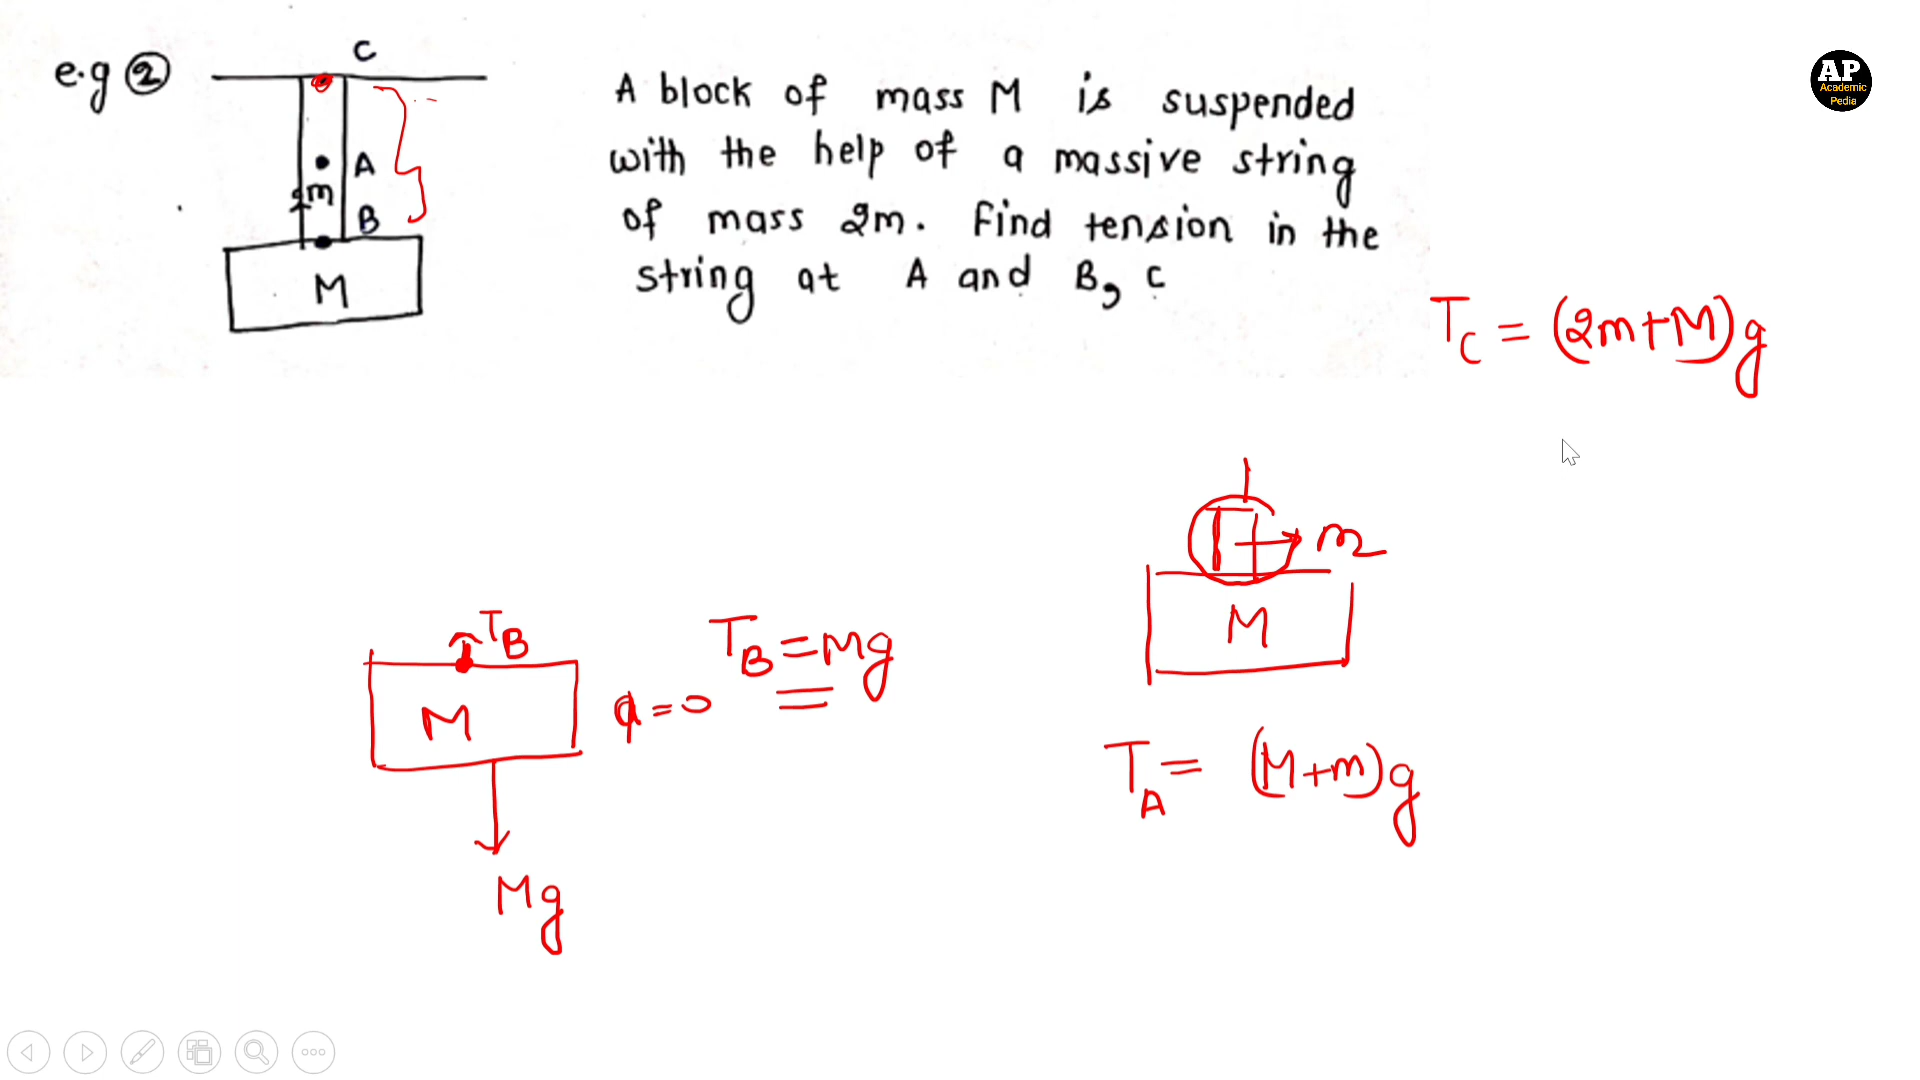 e.g ②
C
A
2m
B
M
A block of mass M is suspended
with the help of a massive string
of mass 2m. Find tension in the
string at A and B, C
AP
Academic
Pedia
T_C = (2m+M)g
m
M
T_A = (M+m)g
T_B
M
a=0
T_B = Mg
Mg